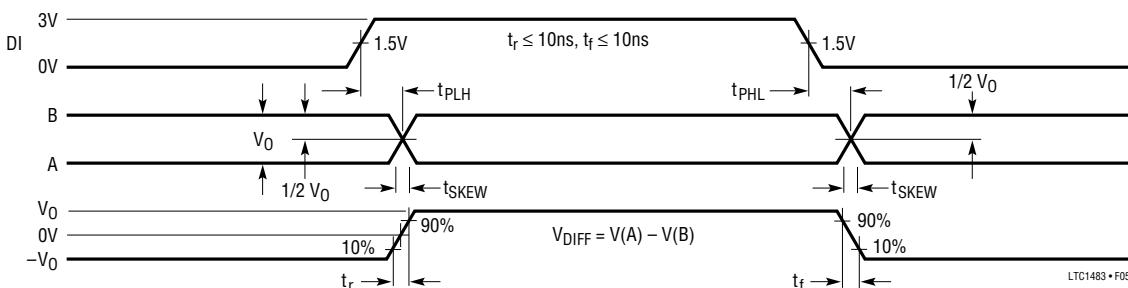 3V
DI
1.5V
tr ≤ 10ns, tf ≤ 10ns
1.5V
0V
1/2 VO
tPLH
tPHL
B
VO
A
1/2 VO
tSKEW
tSKEW
VO
90%
0V
VDIFF = V(A) – V(B)
10%
10%
–VO
tr
tf
LTC1483 • F05